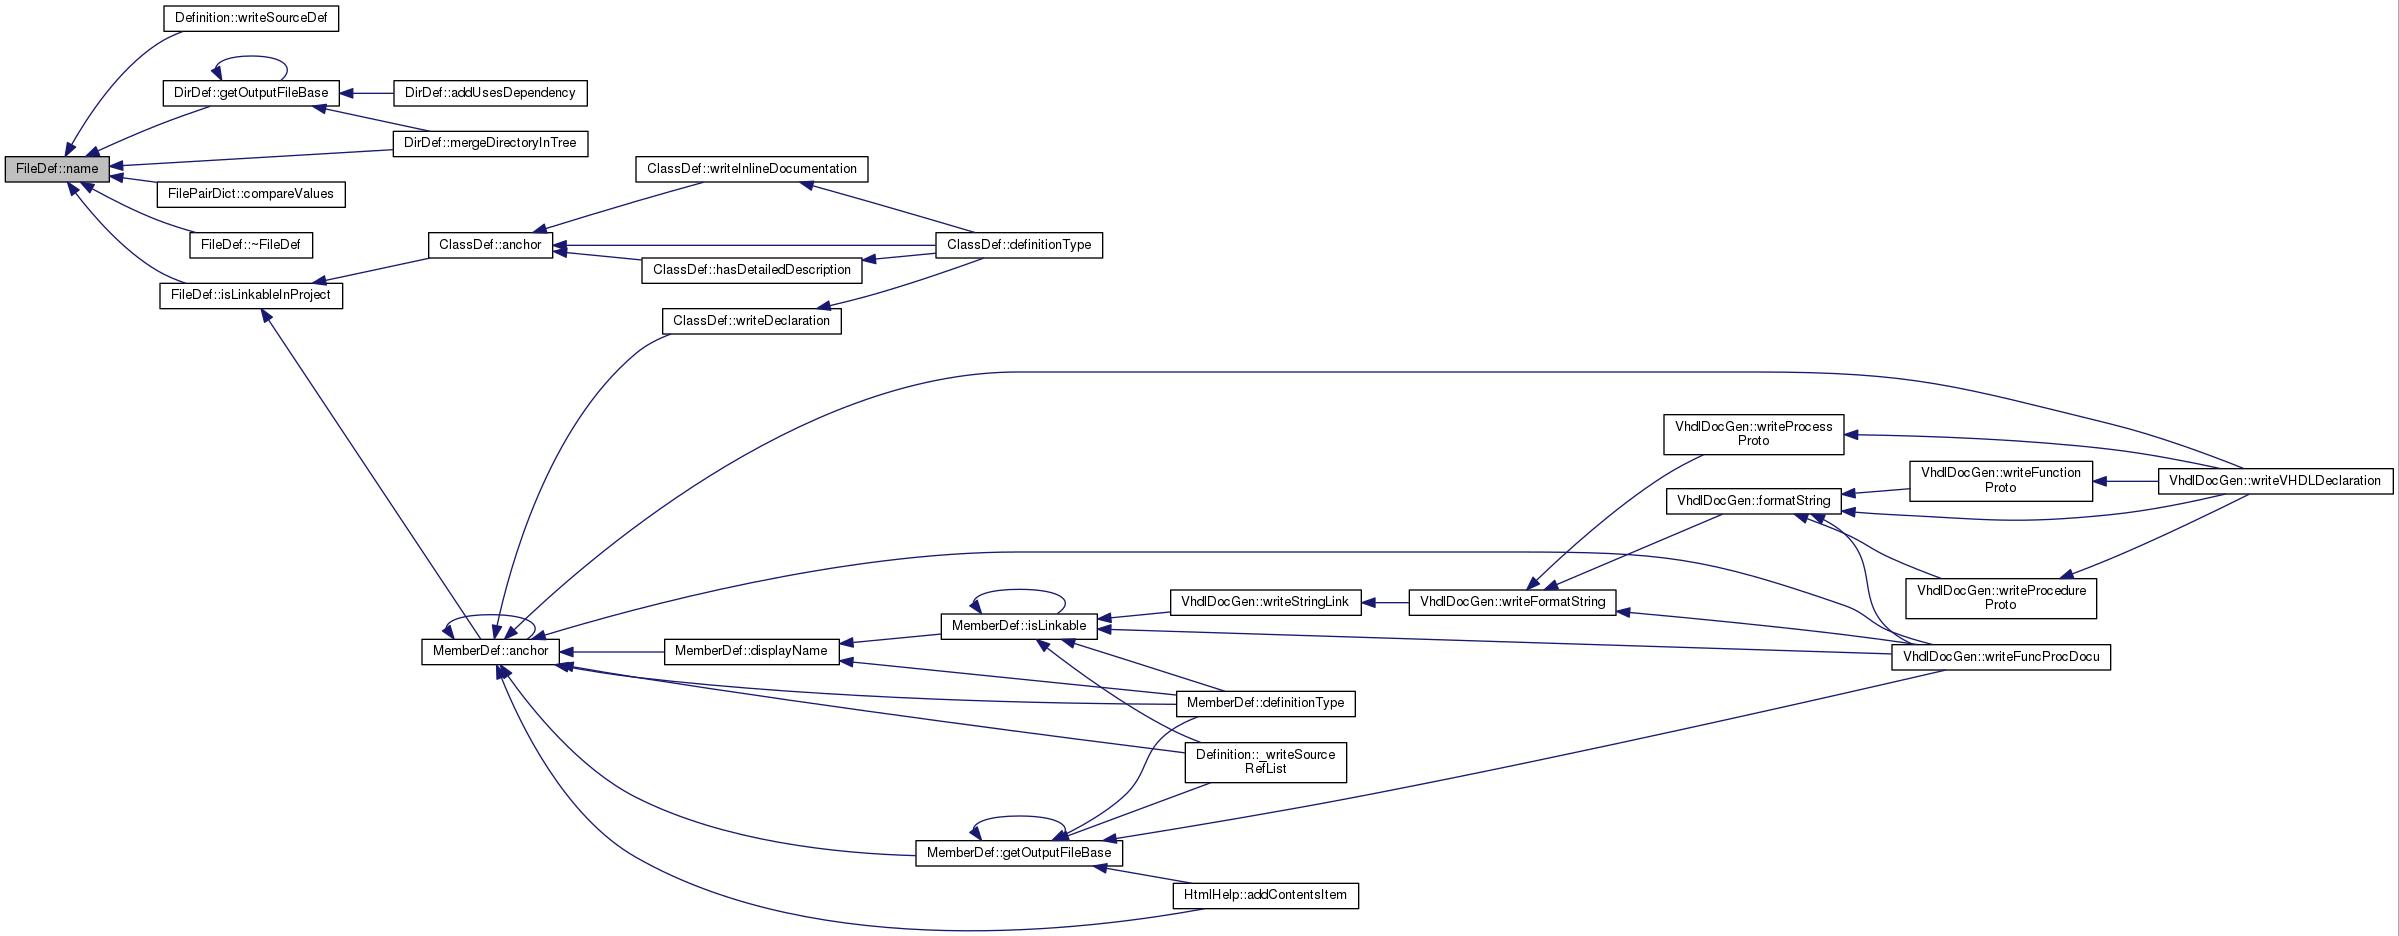 Definition::writeSourceDef
DirDef::getOutputFileBase
DirDef::addUsesDependency
DirDef::mergeDirectoryInTree
FileDef::name
FilePairDict::compareValues
FileDef::~FileDef
FileDef::isLinkableInProject
ClassDef::writeInlineDocumentation
ClassDef::anchor
ClassDef::definitionType
ClassDef::hasDetailedDescription
ClassDef::writeDeclaration
VhdlDocGen::writeProcess
Proto
VhdlDocGen::formatString
VhdlDocGen::writeFunction
Proto
VhdlDocGen::writeVHDLDeclaration
VhdlDocGen::writeProcedure
Proto
VhdlDocGen::writeStringLink
VhdlDocGen::writeFormatString
MemberDef::isLinkable
MemberDef::anchor
MemberDef::displayName
VhdlDocGen::writeFuncProcDocu
MemberDef::definitionType
Definition::_writeSource
RefList
MemberDef::getOutputFileBase
HtmlHelp::addContentsItem